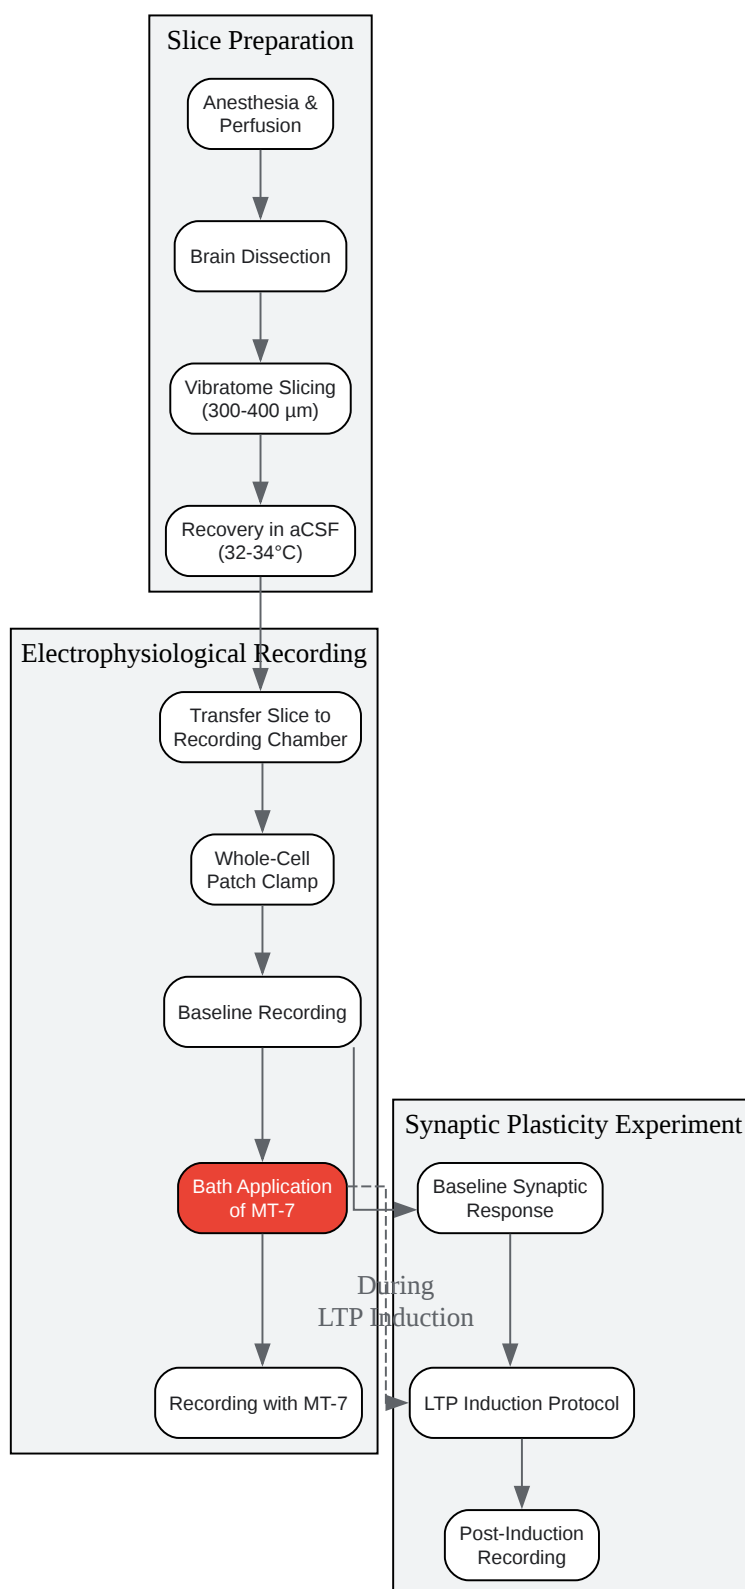 Slice Preparation
Anesthesia &
Perfusion
Brain Dissection
Vibratome Slicing
(300-400 µm)
Recovery in aCSF
(32-34°C)
Electrophysiological Recording
Transfer Slice to
Recording Chamber
Whole-Cell
Patch Clamp
Baseline Recording
Bath Application
of MT-7
Recording with MT-7
During
LTP Induction
Synaptic Plasticity Experiment
Baseline Synaptic
Response
LTP Induction Protocol
Post-Induction
Recording